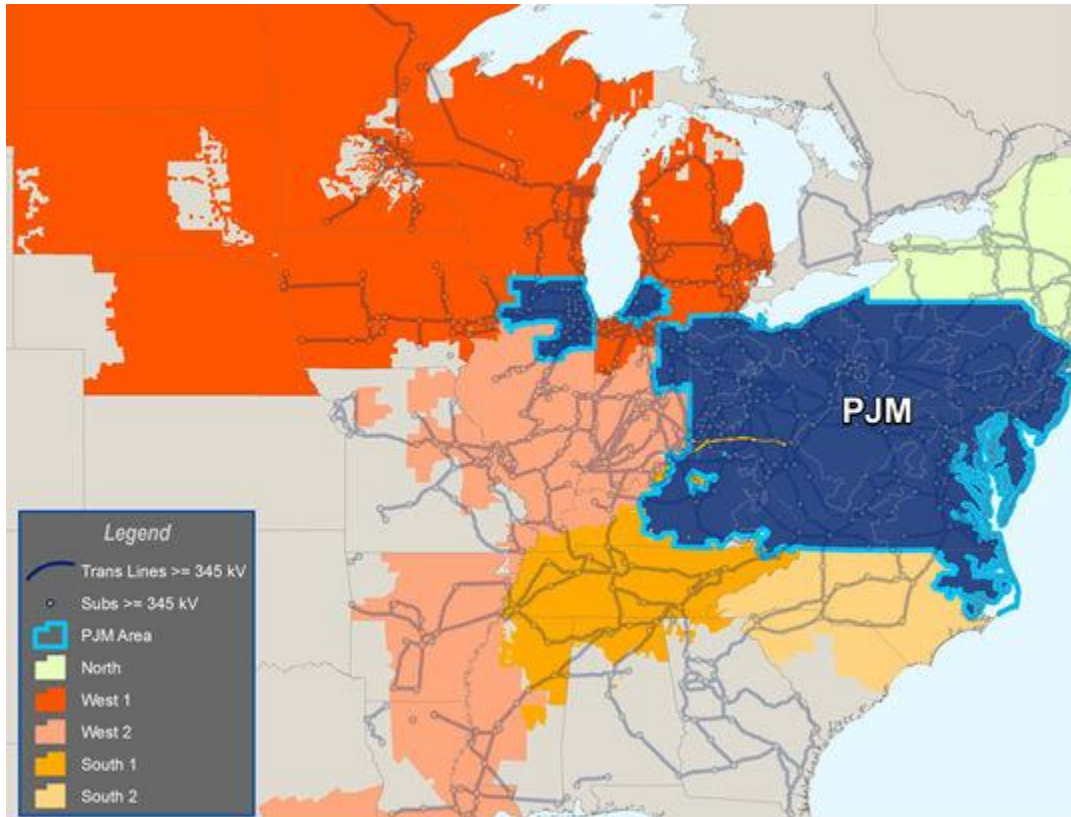 PJM
Legend
Trans Lines >= 345 kV
Subs >= 345 kV
PJM Area
North
West 1
West 2
South 1
South 2